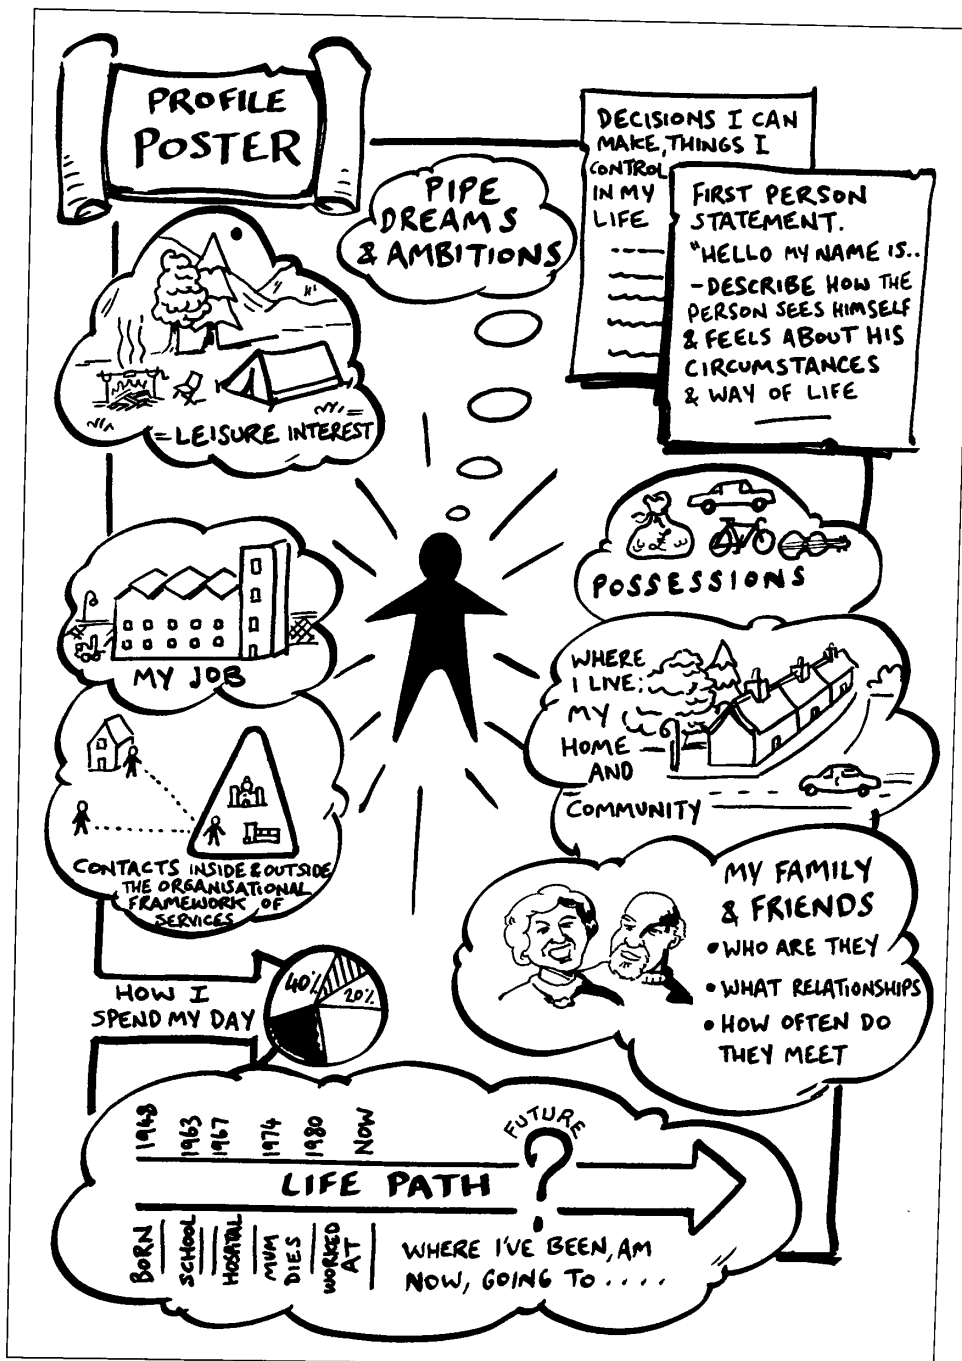 PROFILE
POSTER
PIPE
DREAMS
& AMBITIONS
DECISIONS I CAN
MAKE, THINGS I
CONTROL
IN MY
LIFE
FIRST PERSON
STATEMENT.
"HELLO MY NAME IS..
- DESCRIBE HOW THE
PERSON SEES HIMSELF
& FEELS ABOUT HIS
CIRCUMSTANCES
& WAY OF LIFE
= LEISURE INTEREST
£
POSSESSIONS
MY JOB
WHERE
I LIVE:
MY
HOME
AND
COMMUNITY
CONTACTS INSIDE & OUTSIDE
THE ORGANISATIONAL
FRAMEWORK OF
SERVICES
MY FAMILY
& FRIENDS
• WHO ARE THEY
• WHAT RELATIONSHIPS
• HOW OFTEN DO
THEY MEET
HOW I
SPEND MY DAY
40%
20%
1948
1963
1967
1974
1980
NOW
FUTURE
?
LIFE PATH
BORN
SCHOOL
HOSPITAL
MUM
DIES
WORKED
AT
WHERE I'VE BEEN, AM
NOW, GOING TO ....